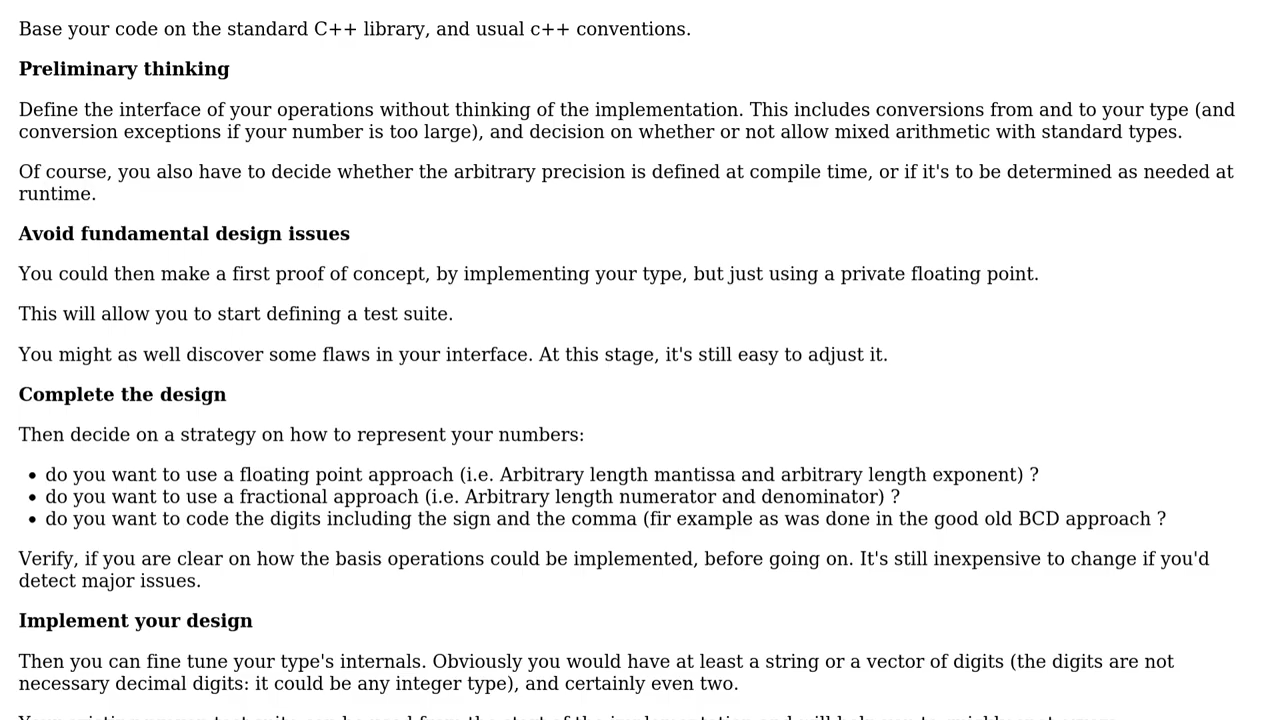 Base your code on the standard C++ library, and usual c++ conventions.
Preliminary thinking
Define the interface of your operations without thinking of the implementation. This includes conversions from and to your type (and
conversion exceptions if your number is too large), and decision on whether or not allow mixed arithmetic with standard types.
Of course, you also have to decide whether the arbitrary precision is defined at compile time, or if it's to be determined as needed at
runtime.
Avoid fundamental design issues
You could then make a first proof of concept, by implementing your type, but just using a private floating point.
This will allow you to start defining a test suite.
You might as well discover some flaws in your interface. At this stage, it's still easy to adjust it.
Complete the design
Then decide on a strategy on how to represent your numbers:
• do you want to use a floating point approach (i.e. Arbitrary length mantissa and arbitrary length exponent) ?
• do you want to use a fractional approach (i.e. Arbitrary length numerator and denominator) ?
• do you want to code the digits including the sign and the comma (fir example as was done in the good old BCD approach ?
Verify, if you are clear on how the basis operations could be implemented, before going on. It's still inexpensive to change if you'd
detect major issues.
Implement your design
Then you can fine tune your type's internals. Obviously you would have at least a string or a vector of digits (the digits are not
necessary decimal digits: it could be any integer type), and certainly even two.